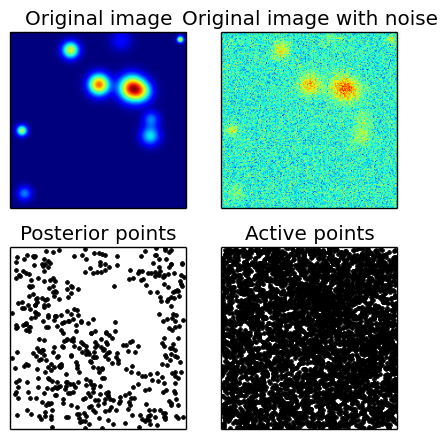 Original image
Original image with noise
Posterior points
Active points